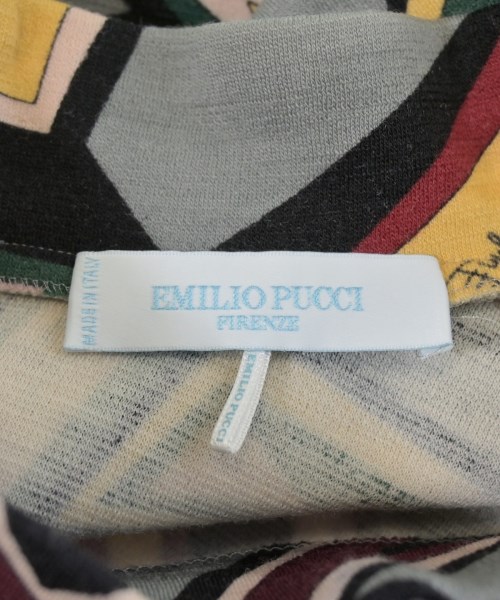 MADE IN ITALY
EMILIO PUCCI
FIRENZE
EMILIO PUCCI